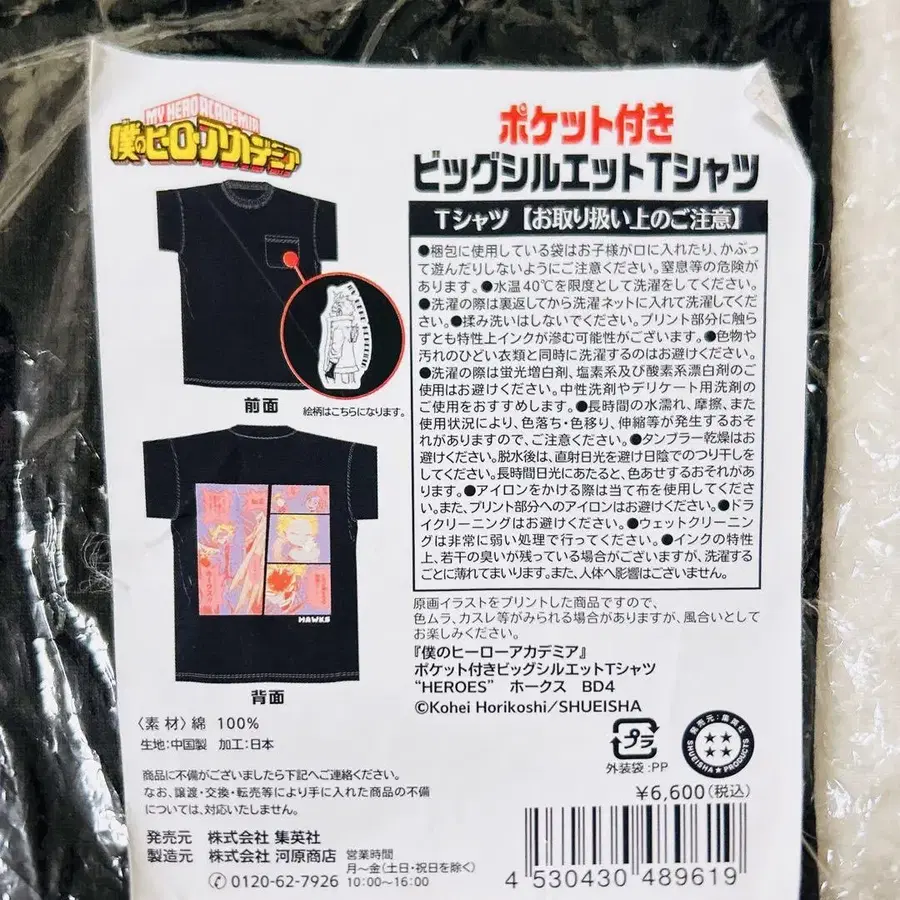 MY HERO ACADEMIA
僕のヒーローアカデミア
ポケット付き
ビッグシルエットTシャツ
Tシャツ【お取り扱い上のご注意】
●梱包に使用している袋はお子様が口に入れたり、かぶっ
て遊んだりしないようにご注意ください。窒息等の危険が
あります。●水温40℃を限度として洗濯をしてください。
●洗濯の際は裏返してから洗濯ネットに入れて洗濯してくだ
さい。●揉み洗いはしないでください。プリント部分に触ら
ずとも特性上インクが滲む可能性がございます。●色物や
汚れのひどい衣類と同時に洗濯するのはお避けください。
●洗濯の際は蛍光増白剤、塩素系及び酸素系漂白剤のご
使用はお避けください。中性洗剤やデリケート用洗剤の
ご使用をおすすめします。●長時間の水濡れ、摩擦、また
使用状況により、色落ち・色移り、伸縮等が発生するおそ
れがありますので、ご注意ください。●タンブラー乾燥はお
避けください。脱水後は、直射日光を避け日陰でのつり干しを
してください。長時間日光にあたると、色あせするおそれがあ
ります。●アイロンをかける際は当て布を使用してくださ
い。また、プリント部分へのアイロンはお避けください。●ドラ
イクリーニングはお避けください。●ウェットクリーニン
グは非常に弱い処理で行ってください。●インクの特性
上、若干の臭いが残っている場合がございますが、洗濯する
ごとに薄れてまいります。また、人体へ影響はございません。
MY HERO ACADEMIA
前面
絵柄はこちらになります。
HAWKS
背面
原画イラストをプリントした商品ですので、
色ムラ、カスレ等がみられる場合がありますが、風合いとして
お楽しみください。
『僕のヒーローアカデミア』
ポケット付きビッグシルエットTシャツ
“HEROES” ホークス BD4
©Kohei Horikoshi/SHUEISHA
〈素材〉綿 100%
生地:中国製 加工:日本
プラ
外装袋:PP
発売元:集英社
SHUEISHA★PRODUCTS
商品に不備がございましたら下記へご連絡ください。
なお、譲渡・交換・転売等により手に入れた商品の不備
については、対応いたしません。
¥6,600(税込)
発売元 株式会社 集英社
製造元 株式会社 河原商店
0120-62-7926
営業時間
月～金(土日・祝日を除く)
10:00～16:00
4 530430 489619